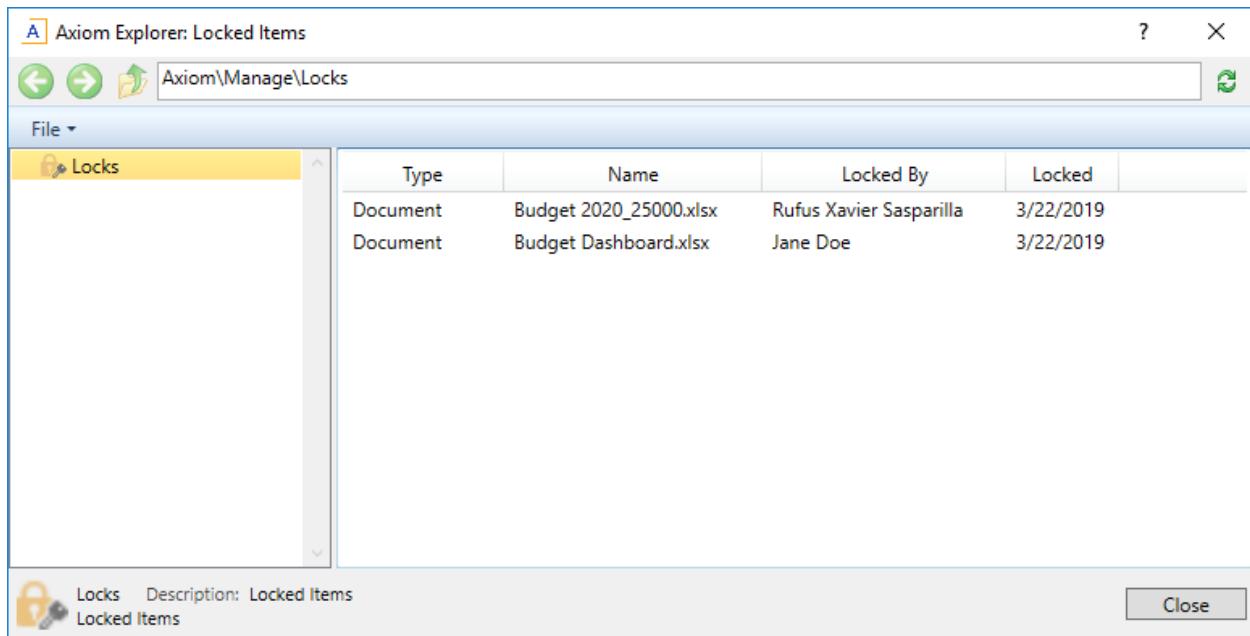 A Axiom Explorer: Locked Items ?
Axiom\Manage\Locks
File
Locks
Type Name Locked By Locked
Document Budget 2020_25000.xlsx Rufus Xavier Sasparilla 3/22/2019
Document Budget Dashboard.xlsx Jane Doe 3/22/2019
Locks Description: Locked Items
Locked Items
Close